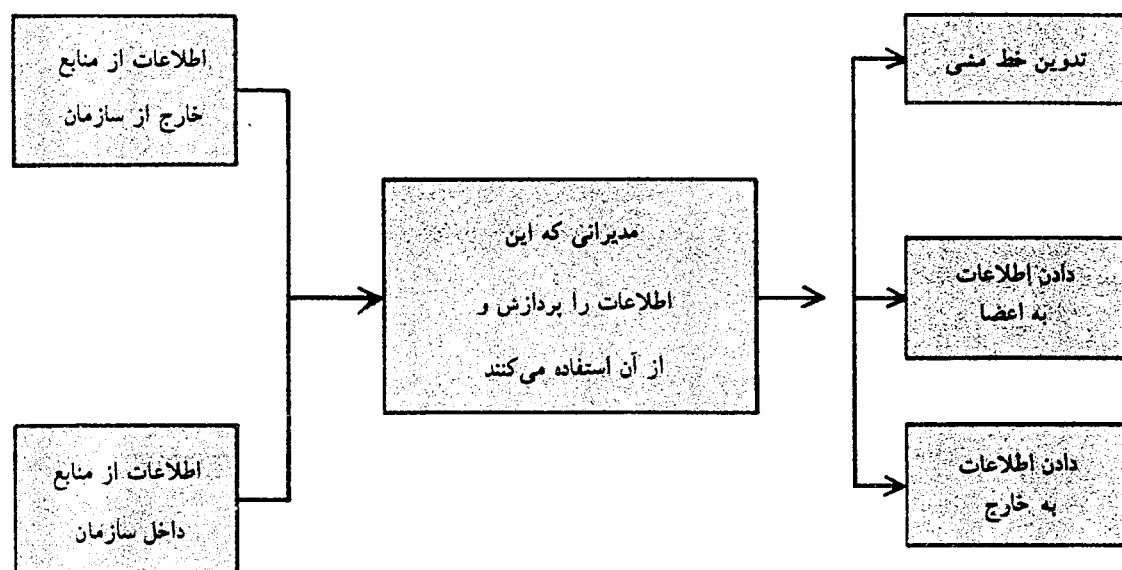 اطلاعات از منابع
خارج از سازمان
اطلاعات از منابع
داخل سازمان
مدیرانی که این
اطلاعات را پردازش و
از آن استفاده می‌کنند
تدوین خط مشی
دادن اطلاعات
به اعضا
دادن اطلاعات
به خارج